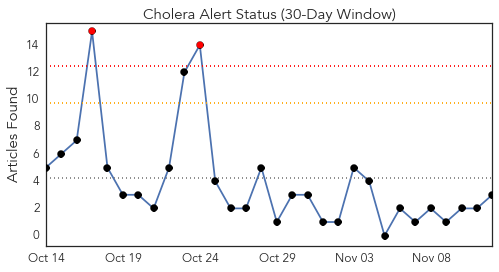 Cholera Alert Status (30-Day Window)
Articles Found
14
12
10
8
6
4
2
0
Oct 14 Oct 19 Oct 24 Oct 29 Nov 03 Nov 08